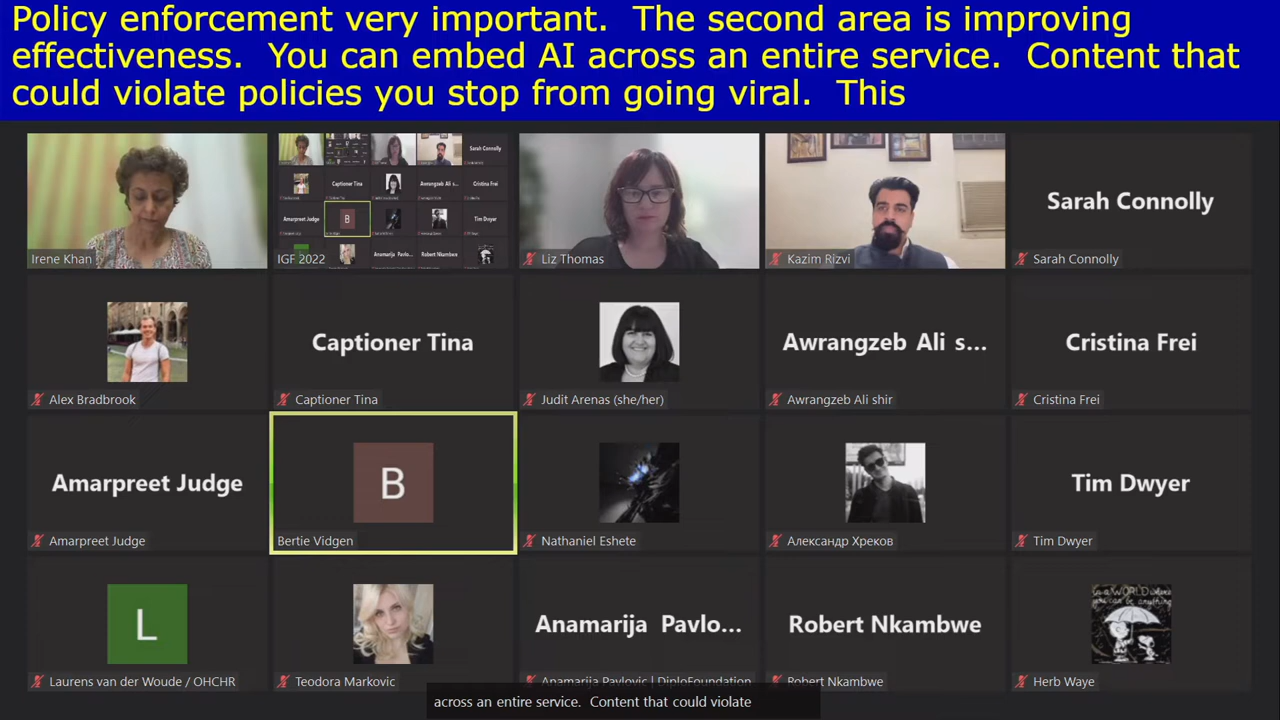 Policy enforcement very important.  The second area is improving
effectiveness.  You can embed AI across an entire service.  Content that
could violate policies you stop from going viral.  This
Irene Khan
IGF 2022
Liz Thomas
Kazim Rizvi
Sarah Connolly
Sarah Connolly
Alex Bradbrook
Captioner Tina
Captioner Tina
Judit Arenas (she/her)
Awrangzeb Ali s...
Awrangzeb Ali shir
Cristina Frei
Cristina Frei
Amarpreet Judge
Amarpreet Judge
B
Bertie Vidgen
Nathaniel Eshete
Александр Хреков
Tim Dwyer
Tim Dwyer
L
Laurens van der Woude / OHCHR
Teodora Markovic
Anamarija Pavlo...
Anamarija Pavlovic | DiploFoundation
Robert Nkambwe
Robert Nkambwe
Herb Waye
across an entire service.  Content that could violate